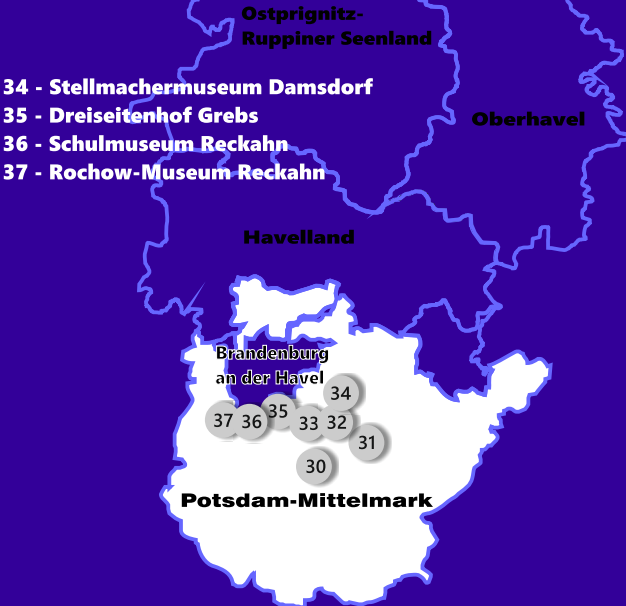 Ostprignitz-
Ruppiner Seenland
34 - Stellmachermuseum Damsdorf
35 - Dreiseitenhof Grebs
36 - Schulmuseum Reckahn
37 - Rochow-Museum Reckahn
Oberhavel
Havelland
Brandenburg
an der Havel
34
35
37
36
33
32
31
30
Potsdam-Mittelmark